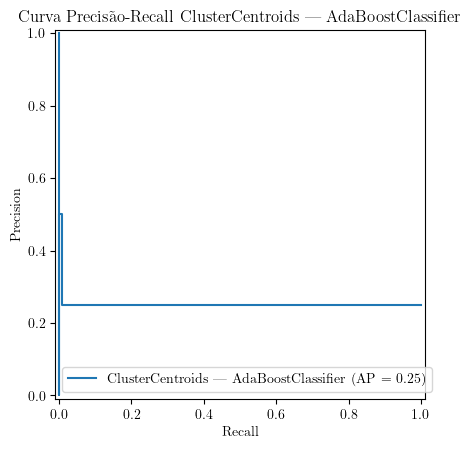 Curva Precisão-Recall ClusterCentroids — AdaBoostClassifier
1.0
0.8
0.6
0.4
0.2
0.0
Precision
ClusterCentroids — AdaBoostClassifier (AP = 0.25)
0.0 0.2 0.4 0.6 0.8 1.0
Recall